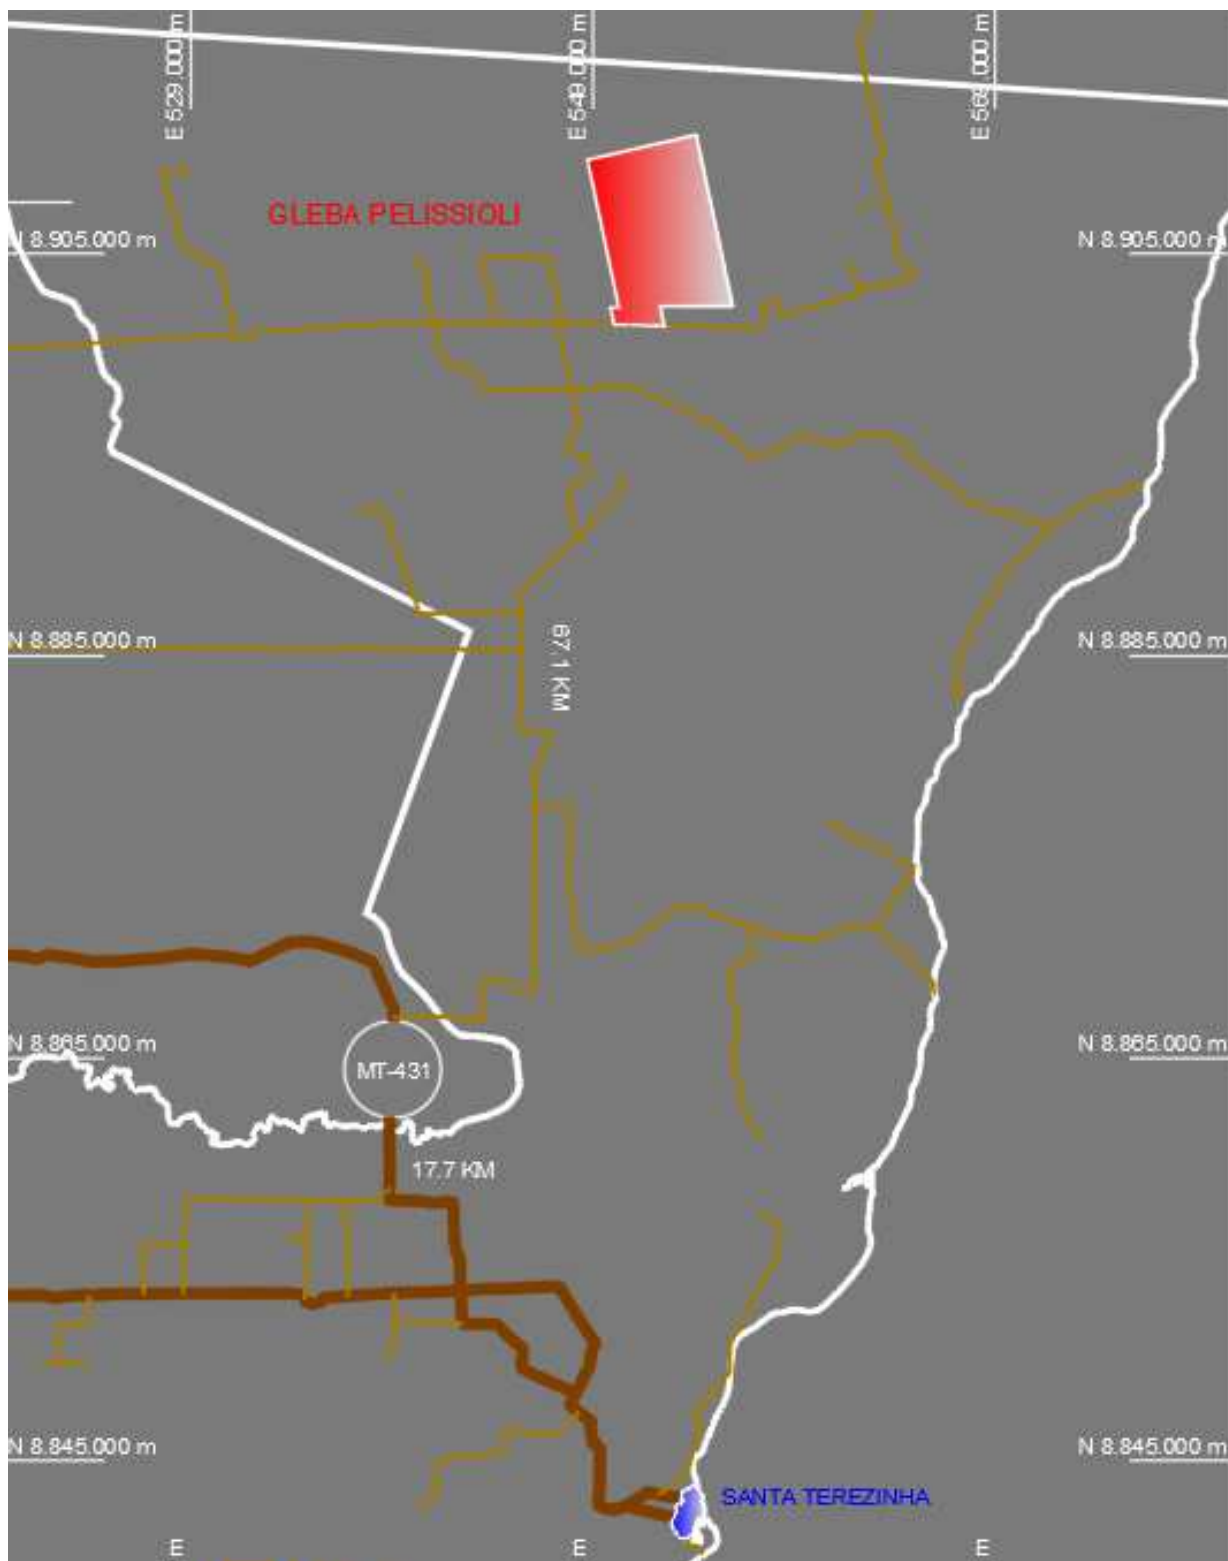 E 529.000 m
E 549.000 m
E 569.000 m
GLEBA PELISSIOLI
N 8.905.000 m
N 8.905.000 m
N 8.885.000 m
67.1 KM
N 8.885.000 m
N 8.865.000 m
MT-431
N 8.865.000 m
17.7 KM
N 8.845.000 m
N 8.845.000 m
SANTA TEREZINHA
E
E
E